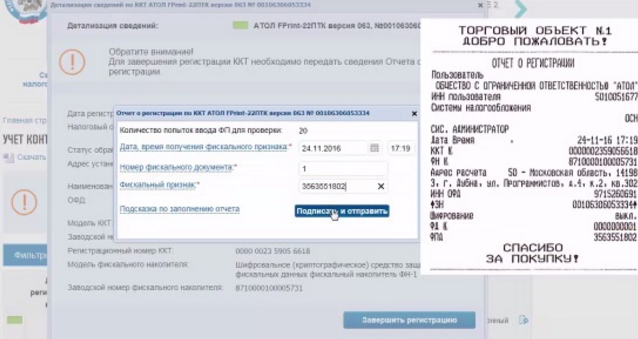 Детализация сведений по ККТ АТОЛ FPrint-22ПТК версия 063 № 00106306053334
Детализация сведений:
АТОЛ FPrint-22ПТК версия 063, №001063060
Обратите внимание!
Для завершения регистрации ККТ необходимо передать сведения Отчета о
регистрации.
Отчет о регистрации по ККТ АТОЛ FPrint-22ПТК версия 063 № 00106306053334
Количество попыток ввода ФП для проверки: 20
Дата, время получения фискального признака:* 24.11.2016 17:19
Номер фискального документа:* 1
Фискальный признак:* 3563551802
Подсказка по заполнению отчета
Подписать и отправить
Дата регистр
Налоговый о
Статус обра
Адрес устан
Наименован
ОФД:
Модель ККТ
Заводской н
Регистрационный номер ККТ: 0000 0023 5905 6618
Модель фискального накопителя: Шифровальное (криптографическое) средство защи
фискальных данных фискальный накопитель ФН-1
Заводской номер фискального накопителя: 8710000100005731
Завершить регистрацию
УЧЕТ КОНТ
Скачать
Фильтр
ТОРГОВЫЙ ОБЪЕКТ N.1
ДОБРО ПОЖАЛОВАТЬ!
ОТЧЕТ О РЕГИСТРАЦИИ
Пользователь
ОБЩЕСТВО С ОГРАНИЧЕННОЙ ОТВЕТСТВЕННОСТЬЮ "АТОЛ"
ИНН пользователя 5010051677
Системы налогообложения
ОСН
СИС. АДМИНИСТРАТОР
Дата Время 24-11-16 17:19
ККТ № 0000002359056618
ФН № 8710000100005731
Адрес расчета 50 - Московская область, 14198
3, г. Дубна, ул. Программистов, д.4, к.2, кв.302
ИНН ОФД 9715260691
ЗН 00106306053334
Шифрование выкл.
ФД № 0000000001
ФПД 3563551802
СПАСИБО
ЗА ПОКУПКУ!